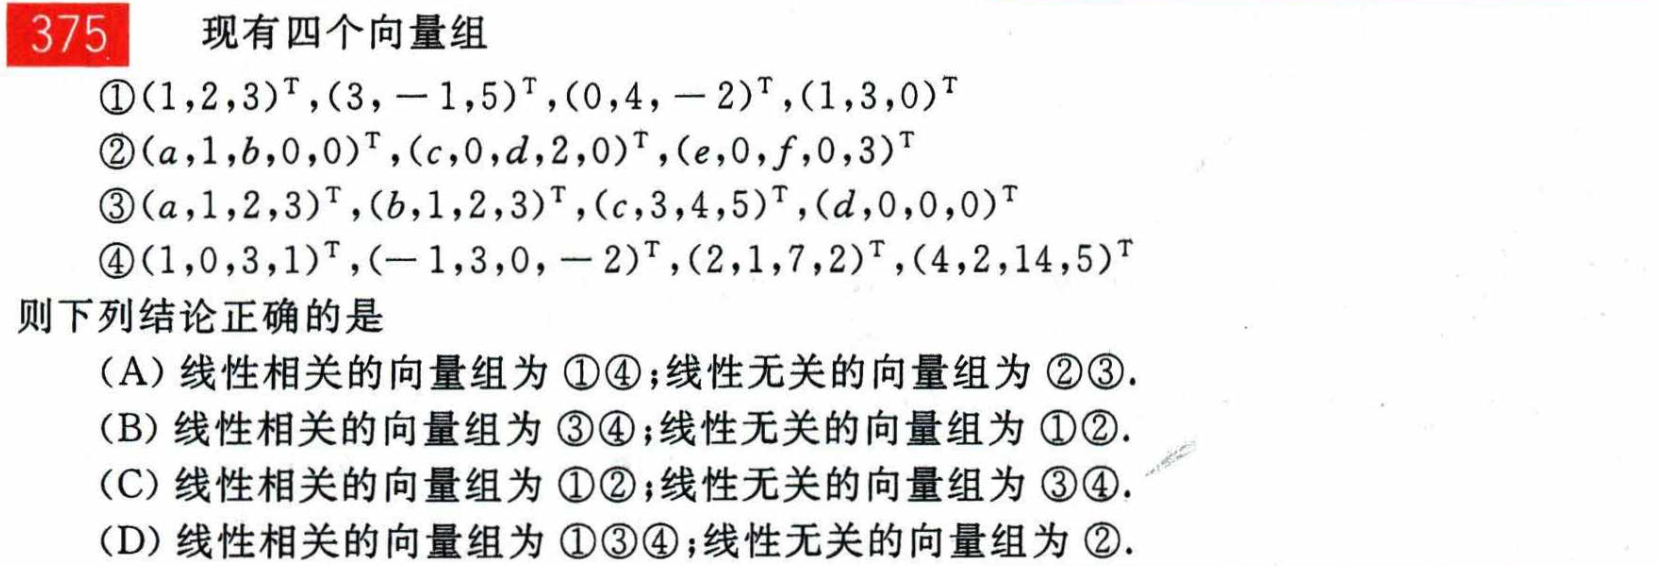 375 现有四个向量组
①(1,2,3)ᵀ,(3,－1,5)ᵀ,(0,4,－2)ᵀ,(1,3,0)ᵀ
②(a,1,b,0,0)ᵀ,(c,0,d,2,0)ᵀ,(e,0,f,0,3)ᵀ
③(a,1,2,3)ᵀ,(b,1,2,3)ᵀ,(c,3,4,5)ᵀ,(d,0,0,0)ᵀ
④(1,0,3,1)ᵀ,(－1,3,0,－2)ᵀ,(2,1,7,2)ᵀ,(4,2,14,5)ᵀ
则下列结论正确的是
(A) 线性相关的向量组为 ①④;线性无关的向量组为 ②③.
(B) 线性相关的向量组为 ③④;线性无关的向量组为 ①②.
(C) 线性相关的向量组为 ①②;线性无关的向量组为 ③④.
(D) 线性相关的向量组为 ①③④;线性无关的向量组为 ②.